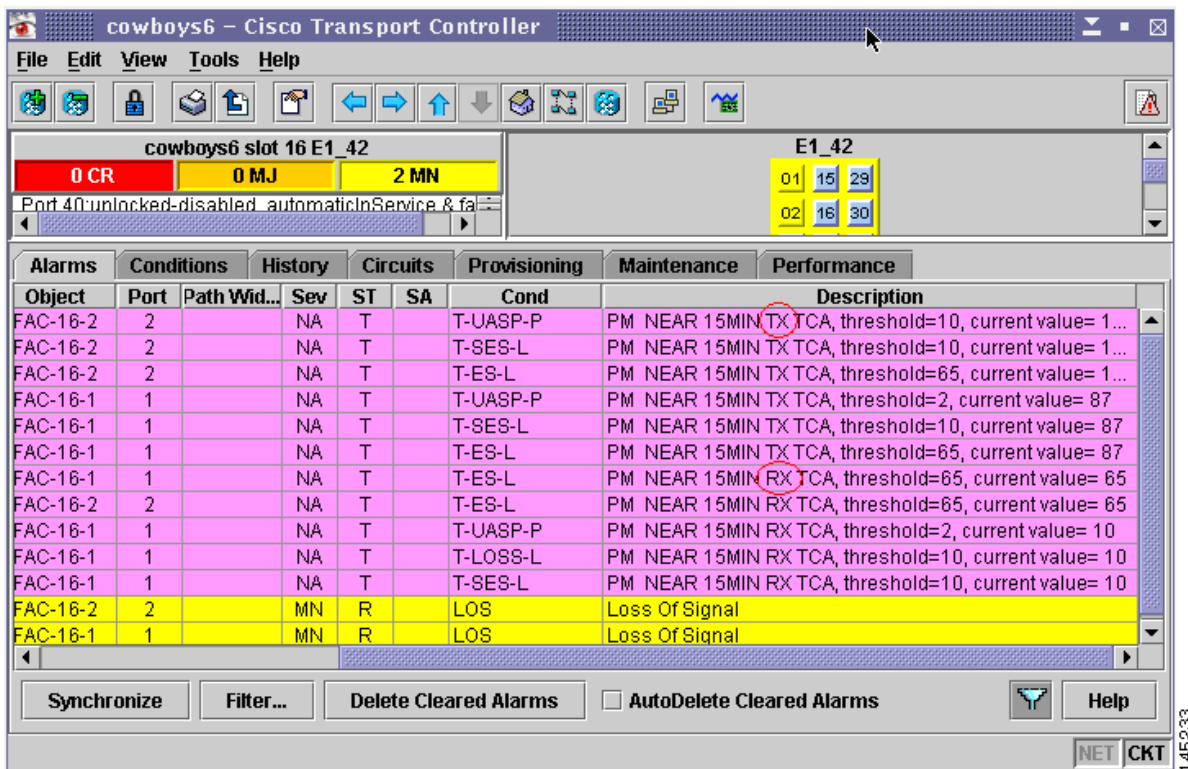 cowboys6 – Cisco Transport Controller
File Edit View Tools Help
cowboys6 slot 16 E1_42
0 CR 0 MJ 2 MN
Port 40:unlocked-disabled, automaticInService & fa
E1_42
01 15 29
02 16 30
Alarms Conditions History Circuits Provisioning Maintenance Performance
Object Port Path Wid... Sev ST SA Cond Description
FAC-16-2 2 NA T T-UASP-P PM NEAR 15MIN TX TCA, threshold=10, current value= 1...
FAC-16-2 2 NA T T-SES-L PM NEAR 15MIN TX TCA, threshold=10, current value= 1...
FAC-16-2 2 NA T T-ES-L PM NEAR 15MIN TX TCA, threshold=65, current value= 1...
FAC-16-1 1 NA T T-UASP-P PM NEAR 15MIN TX TCA, threshold=2, current value= 87
FAC-16-1 1 NA T T-SES-L PM NEAR 15MIN TX TCA, threshold=10, current value= 87
FAC-16-1 1 NA T T-ES-L PM NEAR 15MIN TX TCA, threshold=65, current value= 87
FAC-16-1 1 NA T T-ES-L PM NEAR 15MIN RX TCA, threshold=65, current value= 65
FAC-16-2 2 NA T T-ES-L PM NEAR 15MIN RX TCA, threshold=65, current value= 65
FAC-16-1 1 NA T T-UASP-P PM NEAR 15MIN RX TCA, threshold=2, current value= 10
FAC-16-1 1 NA T T-LOSS-L PM NEAR 15MIN RX TCA, threshold=10, current value= 10
FAC-16-1 1 NA T T-SES-L PM NEAR 15MIN RX TCA, threshold=10, current value= 10
FAC-16-2 2 MN R LOS Loss Of Signal
FAC-16-1 1 MN R LOS Loss Of Signal
Synchronize Filter... Delete Cleared Alarms AutoDelete Cleared Alarms Help
NET CKT
145233